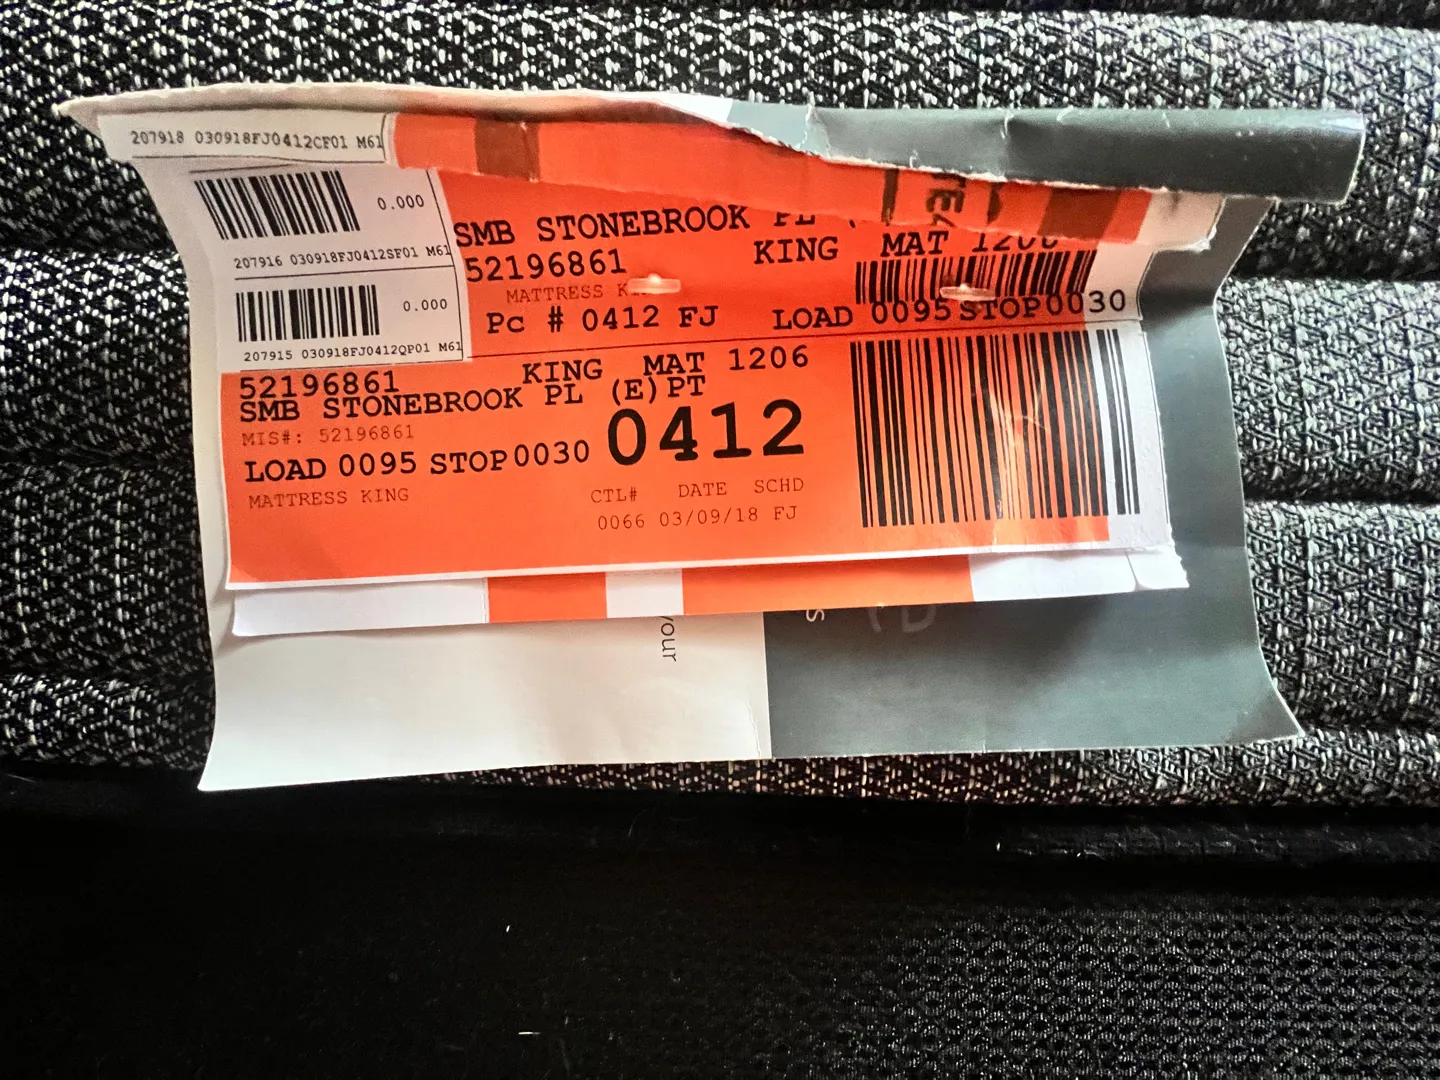 207918 030918FJ0412CF01 M61
0.000
207916 030918FJ0412SF01 M61
0.000
207915 030918FJ0412QP01 M61
SMB STONEBROOK PL
52196861 KING MAT
MATTRESS
Pc # 0412 FJ LOAD 0095 STOP 0030
52196861 KING MAT 1206
SMB STONEBROOK PL (E)PT
MIS#: 52196861
LOAD 0095 STOP 0030 0412
MATTRESS KING
CTL# DATE SCHD
0066 03/09/18 FJ
your